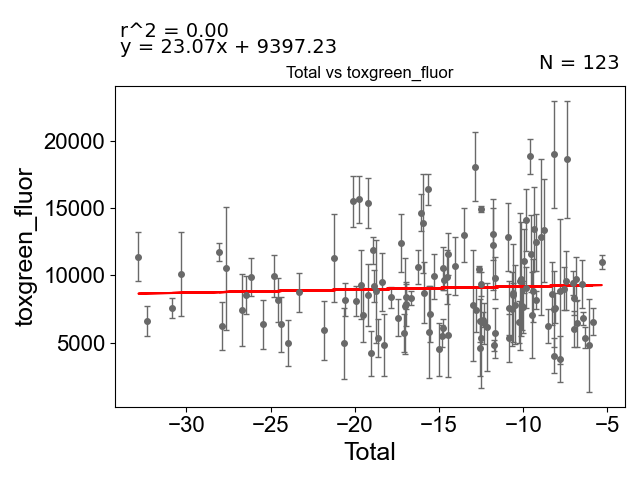 r^2 = 0.00
y = 23.07x + 9397.23
N = 123
Total vs toxgreen_fluor
toxgreen_fluor
20000
15000
10000
5000
−30
−25
−20
−15
−10
−5
Total